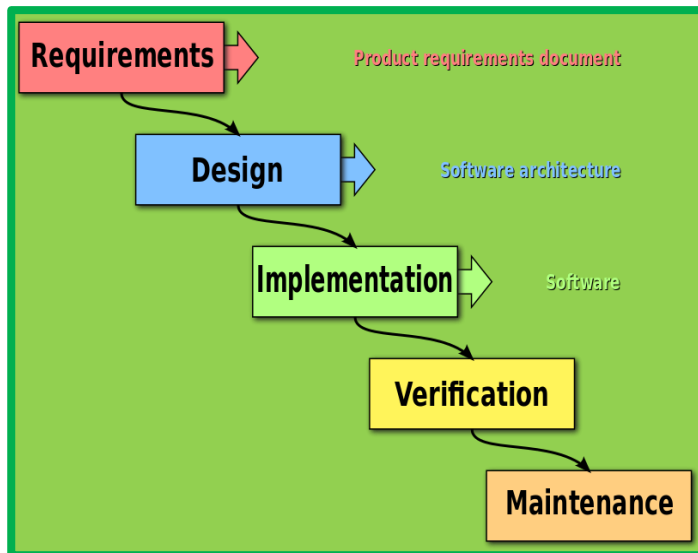 Requirements
Product requirements document
Design
Software architecture
Implementation
Software
Verification
Maintenance